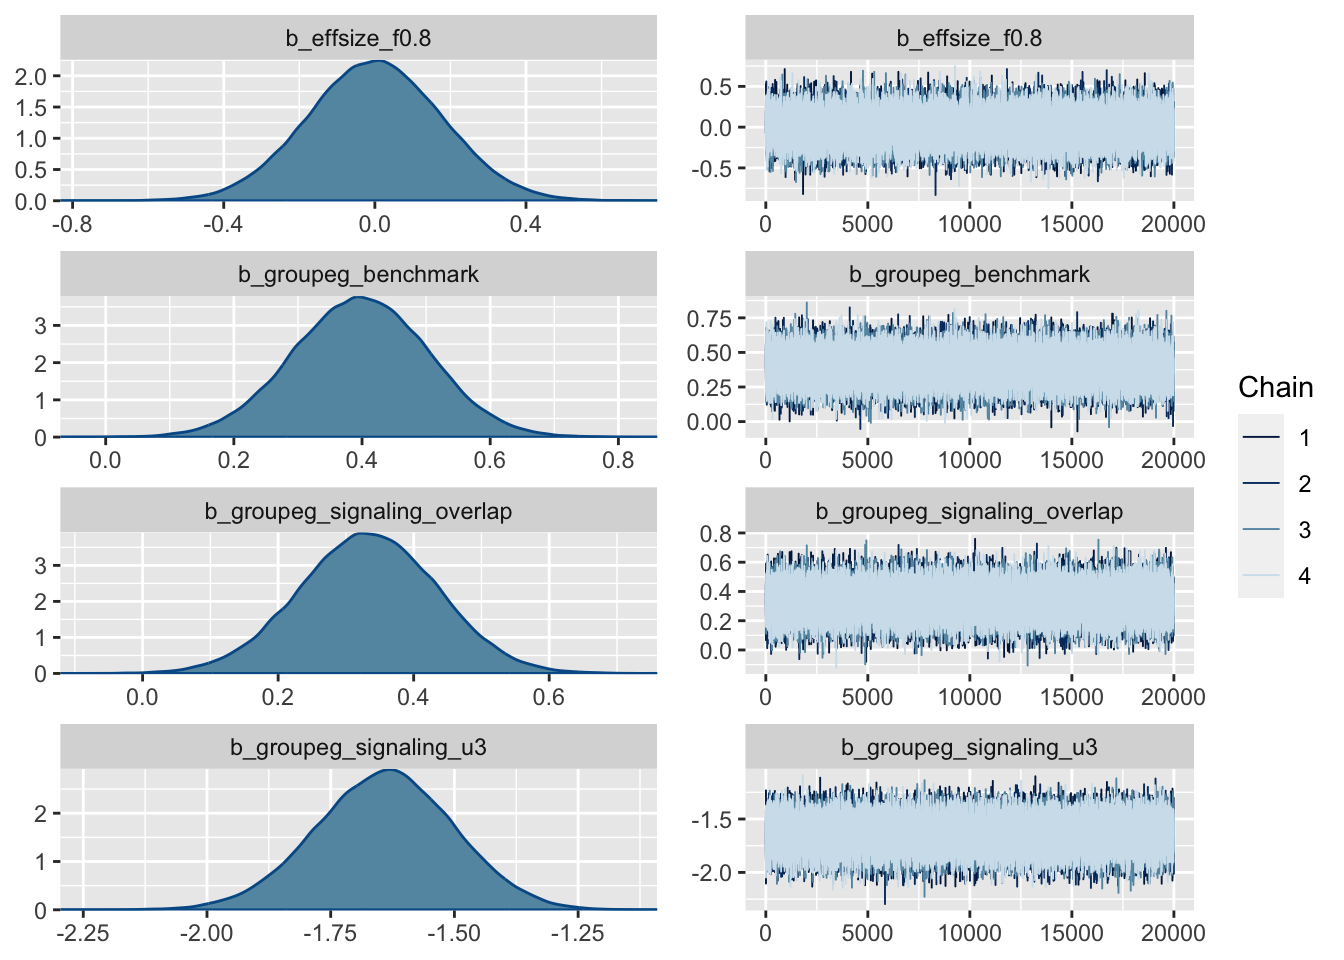 b_effsize_f0.8
2.0
1.5
1.0
0.5
0.0
-0.8 -0.4 0.0 0.4
b_effsize_f0.8
0.5
0.0
-0.5
0 5000 10000 15000 20000
b_groupeg_benchmark
3
2
1
0
0.0 0.2 0.4 0.6 0.8
b_groupeg_benchmark
0.75
0.50
0.25
0.00
0 5000 10000 15000 20000
b_groupeg_signaling_overlap
3
2
1
0
0.0 0.2 0.4 0.6
b_groupeg_signaling_overlap
0.8
0.6
0.4
0.2
0.0
0 5000 10000 15000 20000
b_groupeg_signaling_u3
2
1
0
-2.25 -2.00 -1.75 -1.50 -1.25
b_groupeg_signaling_u3
-1.5
-2.0
0 5000 10000 15000 20000
Chain
1
2
3
4